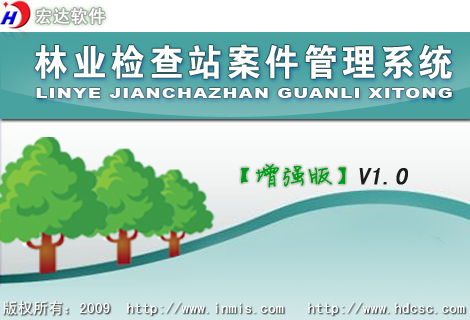 宏达软件
林业检查站案件管理系统
LINYE JIANCHAZHAN GUANLI XITONG
【增强版】V1.0
版权所有：2009 http://www.inmis.com http://www.hdcsc.com